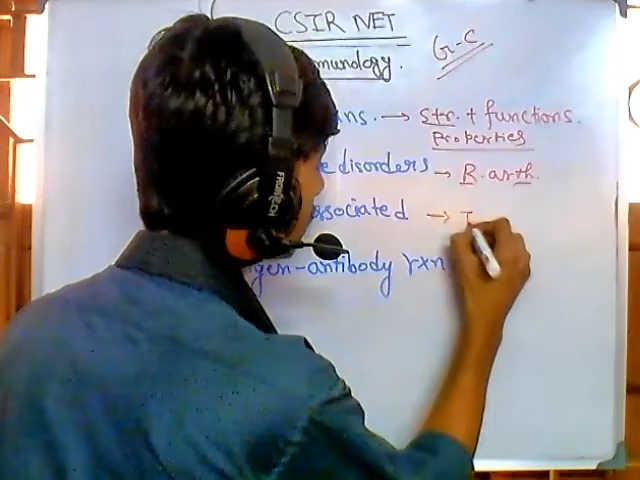 CSIR NET
G-C
munology.
ns. → Str. + functions.
Properties
e disorders → R. arth.
ssociated → I
gen-antibody rxn
FRONTECH